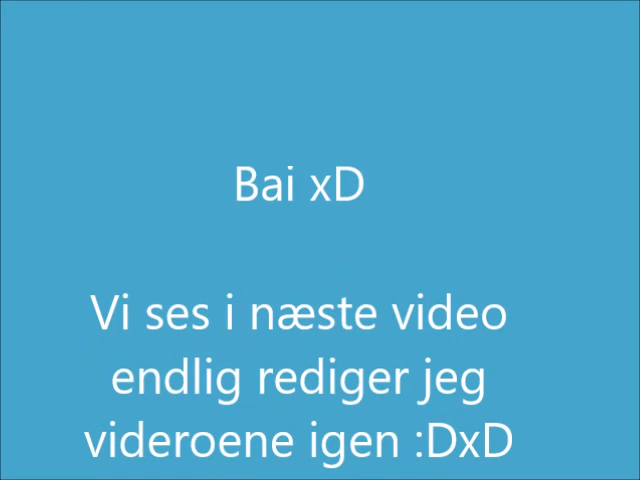 Bai xD
Vi ses i næste video
endlig rediger jeg
videroene igen :DxD